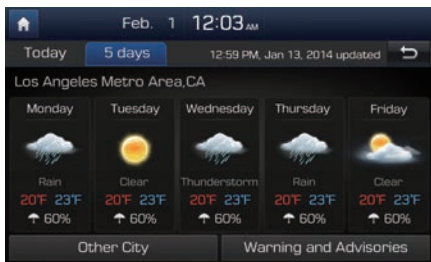 Feb. 1 12:03 AM
Today 5 days 12:59 PM, Jan 13, 2014 updated
Los Angeles Metro Area,CA
Monday Tuesday Wednesday Thursday Friday
Rain Clear Thunderstorm Rain Clear
20°F 23°F 20°F 23°F 20°F 23°F 20°F 23°F 20°F 23°F
60% 60% 60% 60% 60%
Other City Warning and Advisories